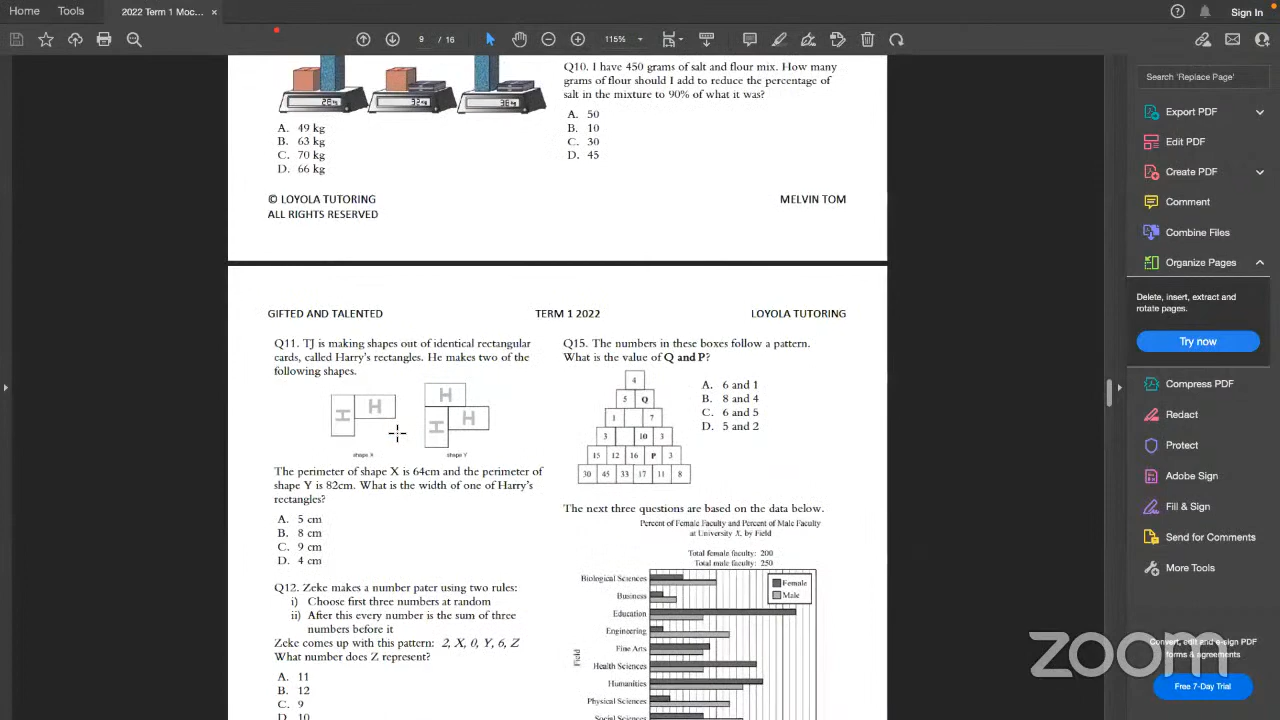 Home
Tools
2022 Term 1 Moc...
×
Sign In
9 / 16
115%
28kg
32kg
36kg
A. 49 kg
B. 63 kg
C. 70 kg
D. 66 kg
© LOYOLA TUTORING
ALL RIGHTS RESERVED
Q10. I have 450 grams of salt and flour mix. How many
grams of flour should I add to reduce the percentage of
salt in the mixture to 90% of what it was?
A. 50
B. 10
C. 30
D. 45
MELVIN TOM
GIFTED AND TALENTED
TERM 1 2022
LOYOLA TUTORING
Q11. TJ is making shapes out of identical rectangular
cards, called Harry's rectangles. He makes two of the
following shapes.
H H
H H H
shape X
shape Y
The perimeter of shape X is 64cm and the perimeter of
shape Y is 82cm. What is the width of one of Harry's
rectangles?
A. 5 cm
B. 8 cm
C. 9 cm
D. 4 cm
Q12. Zeke makes a number pater using two rules:
i) Choose first three numbers at random
ii) After this every number is the sum of three
numbers before it
Zeke comes up with this pattern: 2, X, 0, Y, 6, Z
What number does Z represent?
A. 11
B. 12
C. 9
D. 10
Q15. The numbers in these boxes follow a pattern.
What is the value of Q and P?
4
5 Q
1 7
3 10 3
15 12 16 P 3
30 45 33 17 11 8
A. 6 and 1
B. 8 and 4
C. 6 and 5
D. 5 and 2
The next three questions are based on the data below.
Percent of Female Faculty and Percent of Male Faculty
at University X, by Field
Total female faculty: 200
Total male faculty: 250
Female
Male
Field
Biological Sciences
Business
Education
Engineering
Fine Arts
Health Sciences
Humanities
Physical Sciences
Social Sciences
Search 'Replace Page'
Export PDF
Edit PDF
Create PDF
Comment
Combine Files
Organize Pages
Delete, insert, extract and
rotate pages.
Try now
Compress PDF
Redact
Protect
Adobe Sign
Fill & Sign
Send for Comments
More Tools
Convert, edit and e-sign PDF
forms & agreements
Free 7-Day Trial
zoom